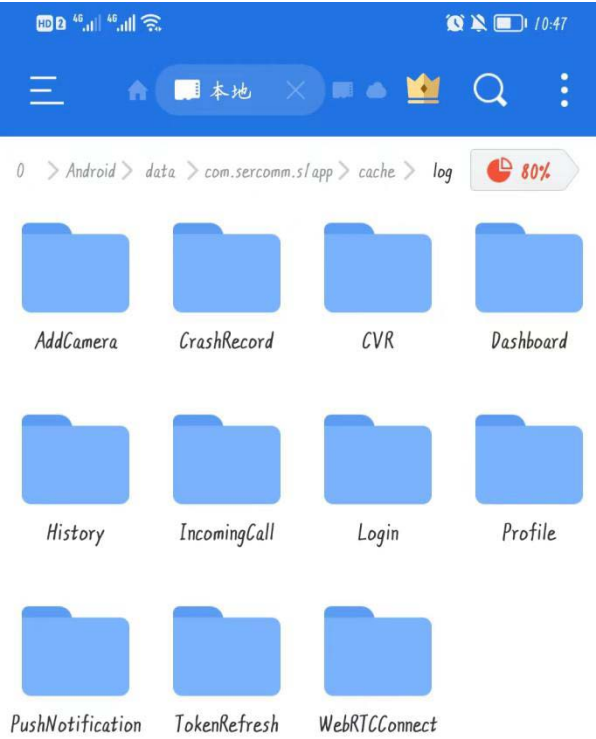 HD 2 4G 4G 10:47
本地
0 > Android > data > com.sercomm.slapp > cache > log 80%
AddCamera CrashRecord CVR Dashboard
History IncomingCall Login Profile
PushNotification TokenRefresh WebRTCConnect